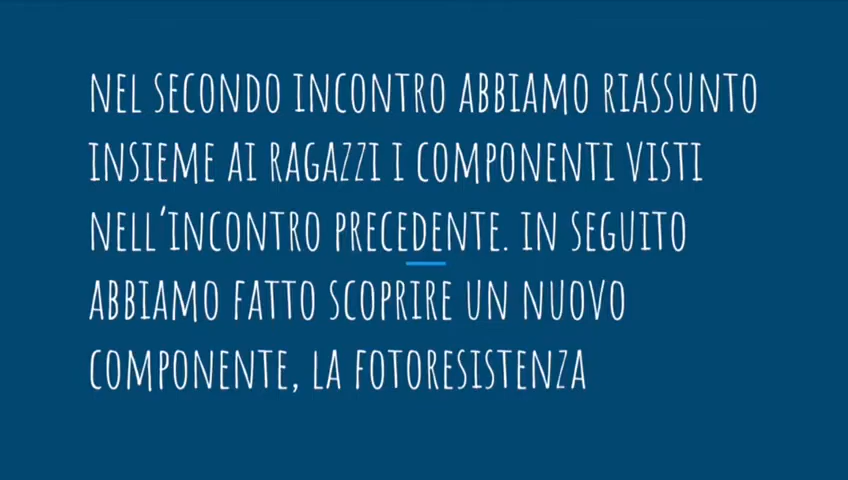 NEL SECONDO INCONTRO ABBIAMO RIASSUNTO
INSIEME AI RAGAZZI I COMPONENTI VISTI
NELL'INCONTRO PRECEDENTE. IN SEGUITO
ABBIAMO FATTO SCOPRIRE UN NUOVO
COMPONENTE, LA FOTORESISTENZA